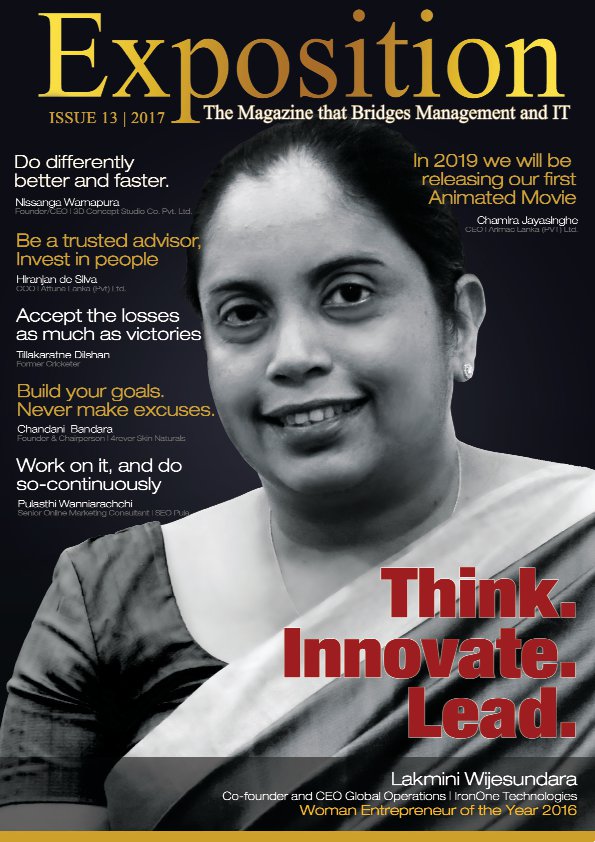 Exposition
ISSUE 13 | 2017
The Magazine that Bridges Management and IT
Do differently
better and faster.
Nissanga Warnapura
Founder/CEO | 3D Concept Studio Co. Pvt. Ltd.
Be a trusted advisor,
Invest in people
Hiranjan de Silva
COO | Attune Lanka (Pvt) Ltd.
Accept the losses
as much as victories
Tillakaratne Dilshan
Former Cricketer
Build your goals.
Never make excuses.
Chandani Bandara
Founder & Chairperson | 4rever Skin Naturals
Work on it, and do
so-continuously
Pulasthi Wanniarachchi
Senior Online Marketing Consultant | SEO Pule
In 2019 we will be
releasing our first
Animated Movie
Chamira Jayasinghe
CEO | Arimac Lanka (PVT) Ltd.
Think.
Innovate.
Lead.
Lakmini Wijesundara
Co-founder and CEO Global Operations | IronOne Technologies
Woman Entrepreneur of the Year 2016